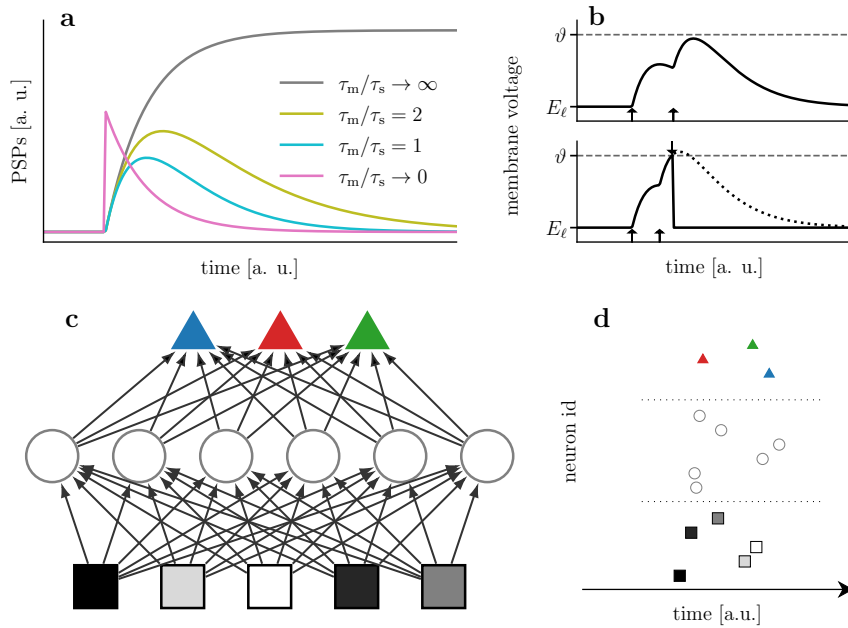 a
PSPs [a. u.]
τm/τs → ∞
τm/τs = 2
τm/τs = 1
τm/τs → 0
time [a. u.]
b
membrane voltage
ϑ
Eℓ
ϑ
Eℓ
time [a. u.]
c
d
neuron id
time [a.u.]